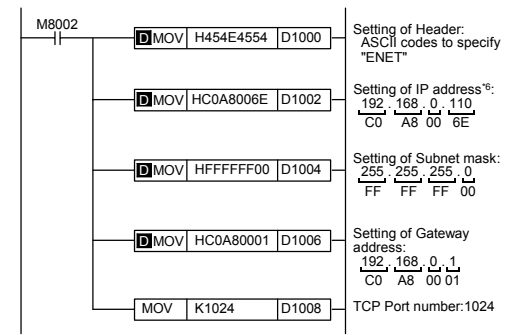 M8002
D MOV H454E4554 D1000
Setting of Header:
ASCII codes to specify
"ENET"
D MOV HC0A8006E D1002
Setting of IP address*6:
192 . 168 . 0 . 110
C0 A8 00 6E
D MOV HFFFFFF00 D1004
Setting of Subnet mask:
255 . 255 . 255 . 0
FF FF FF 00
D MOV HC0A80001 D1006
Setting of Gateway
address:
192 . 168 . 0 . 1
C0 A8 00 01
MOV K1024 D1008
TCP Port number:1024